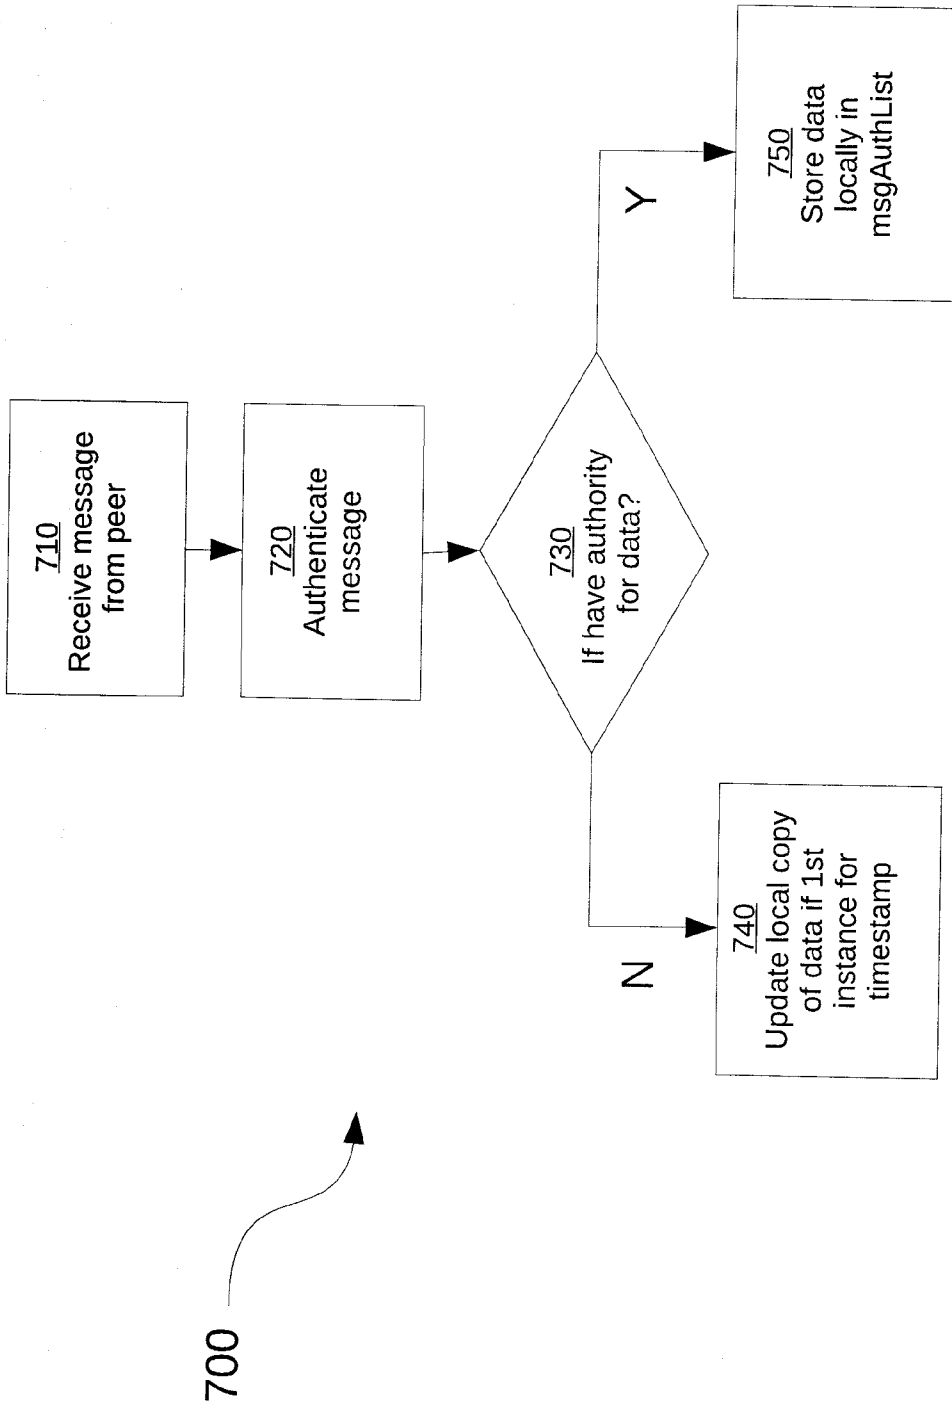 700
710
Receive message
from peer
720
Authenticate
message
730
If have authority
for data?
N
Y
740
Update local copy
of data if 1st
instance for
timestamp
750
Store data
locally in
msgAuthList